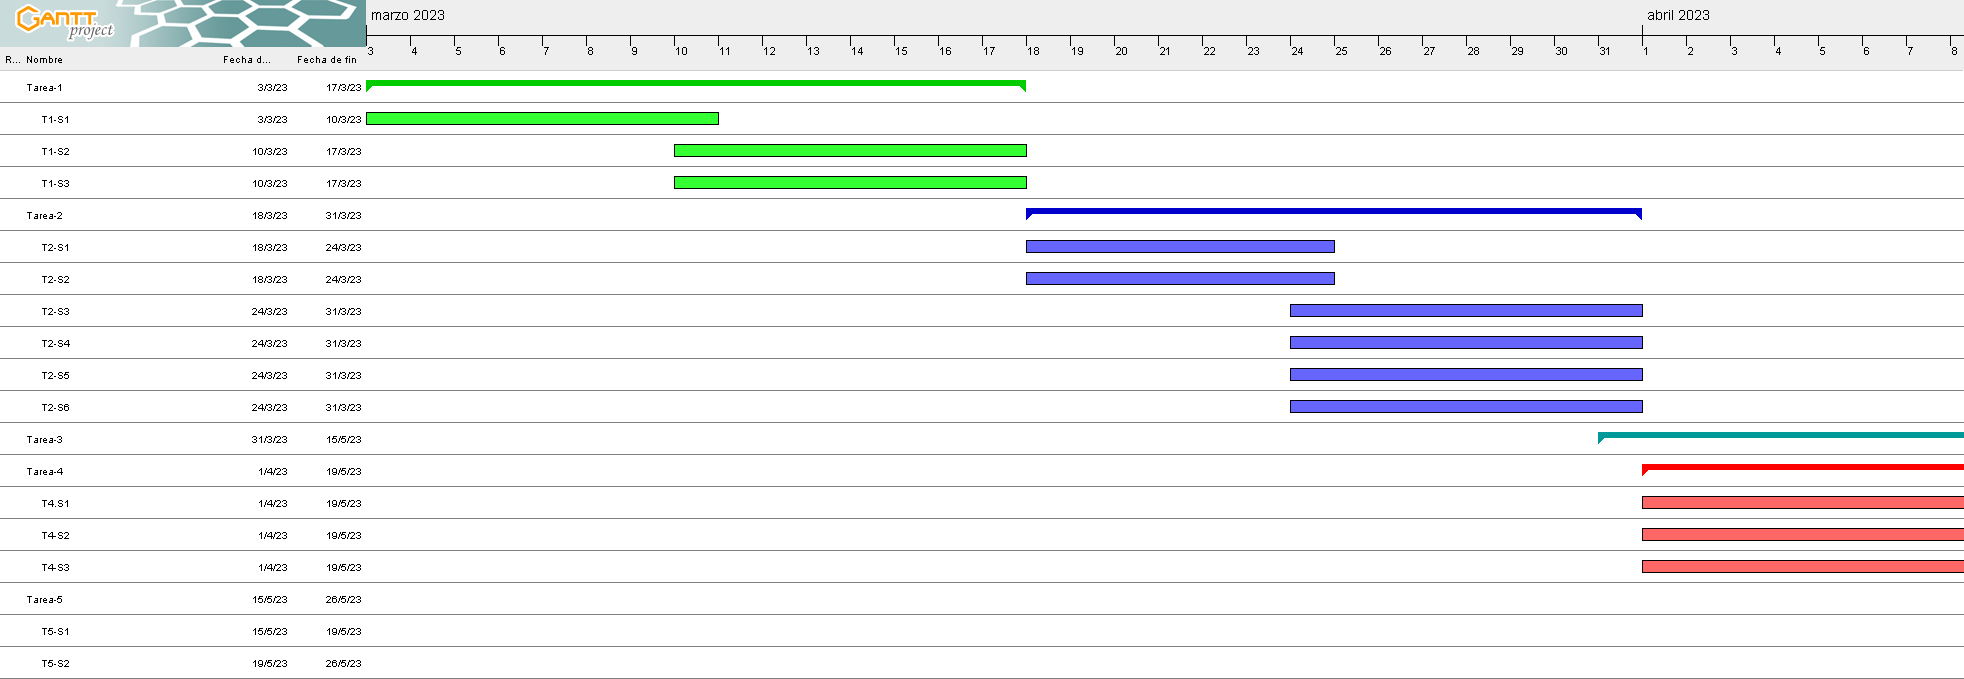 GANTT
project
marzo 2023 abril 2023
3 4 5 6 7 8 9 10 11 12 13 14 15 16 17 18 19 20 21 22 23 24 25 26 27 28 29 30 31 1 2 3 4 5 6 7 8
R... Nombre Fecha d... Fecha de fin
Tarea-1 3/3/23 17/3/23
T1-S1 3/3/23 10/3/23
T1-S2 10/3/23 17/3/23
T1-S3 10/3/23 17/3/23
Tarea-2 18/3/23 31/3/23
T2-S1 18/3/23 24/3/23
T2-S2 18/3/23 24/3/23
T2-S3 24/3/23 31/3/23
T2-S4 24/3/23 31/3/23
T2-S5 24/3/23 31/3/23
T2-S6 24/3/23 31/3/23
Tarea-3 31/3/23 15/5/23
Tarea-4 1/4/23 19/5/23
T4.S1 1/4/23 19/5/23
T4-S2 1/4/23 19/5/23
T4-S3 1/4/23 19/5/23
Tarea-5 15/5/23 26/5/23
T5-S1 15/5/23 19/5/23
T5-S2 19/5/23 26/5/23